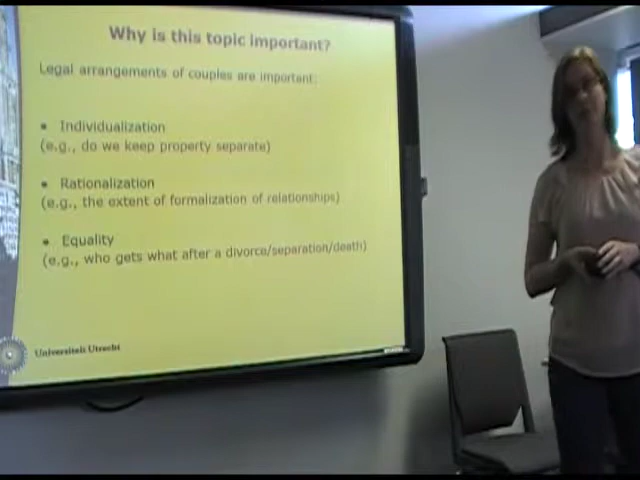 Why is this topic important?
Legal arrangements of couples are important:
• Individualization
(e.g., do we keep property separate)
• Rationalization
(e.g., the extent of formalization of relationships)
• Equality
(e.g., who gets what after a divorce/separation/death)
Universiteit Utrecht